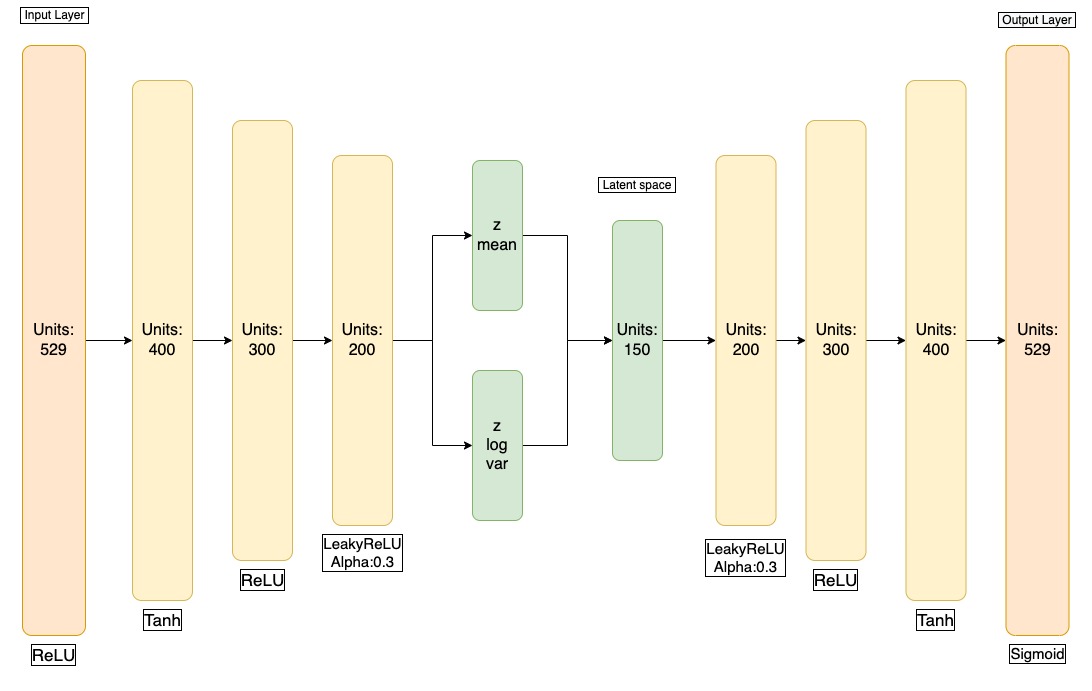 Input Layer
Output Layer
Latent space
Units:
529
Units:
400
Units:
300
Units:
200
z
mean
z
log
var
Units:
150
Units:
200
Units:
300
Units:
400
Units:
529
LeakyReLU
Alpha:0.3
LeakyReLU
Alpha:0.3
ReLU
ReLU
Tanh
Tanh
ReLU
Sigmoid